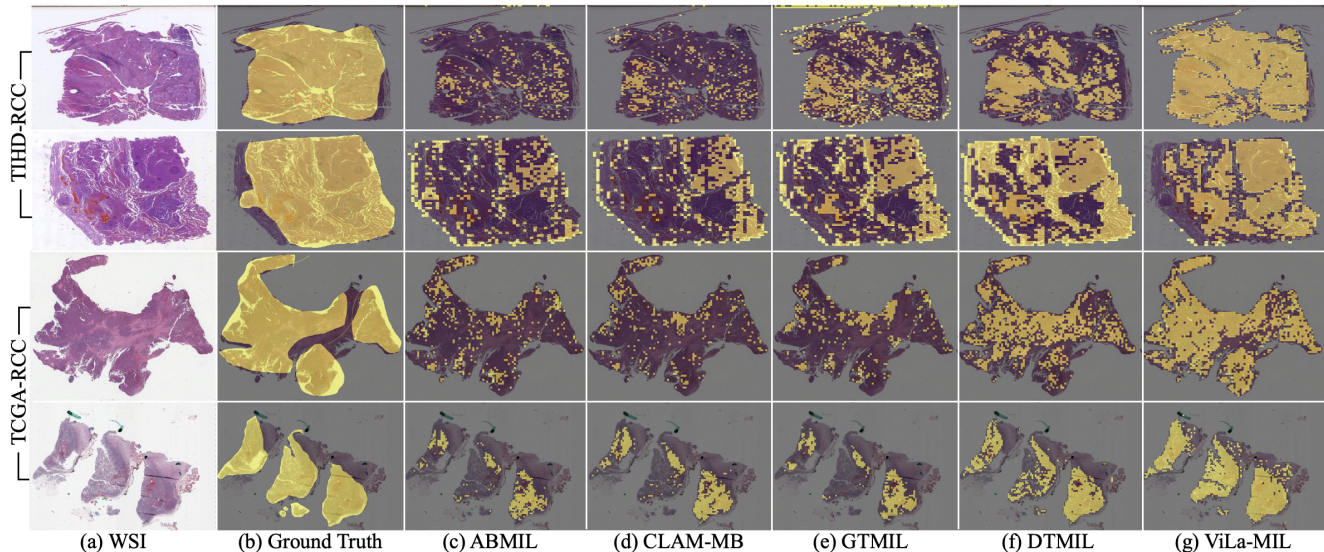 TIHD-RCC
TCGA-RCC
(a) WSI
(b) Ground Truth
(c) ABMIL
(d) CLAM-MB
(e) GTMIL
(f) DTMIL
(g) ViLa-MIL